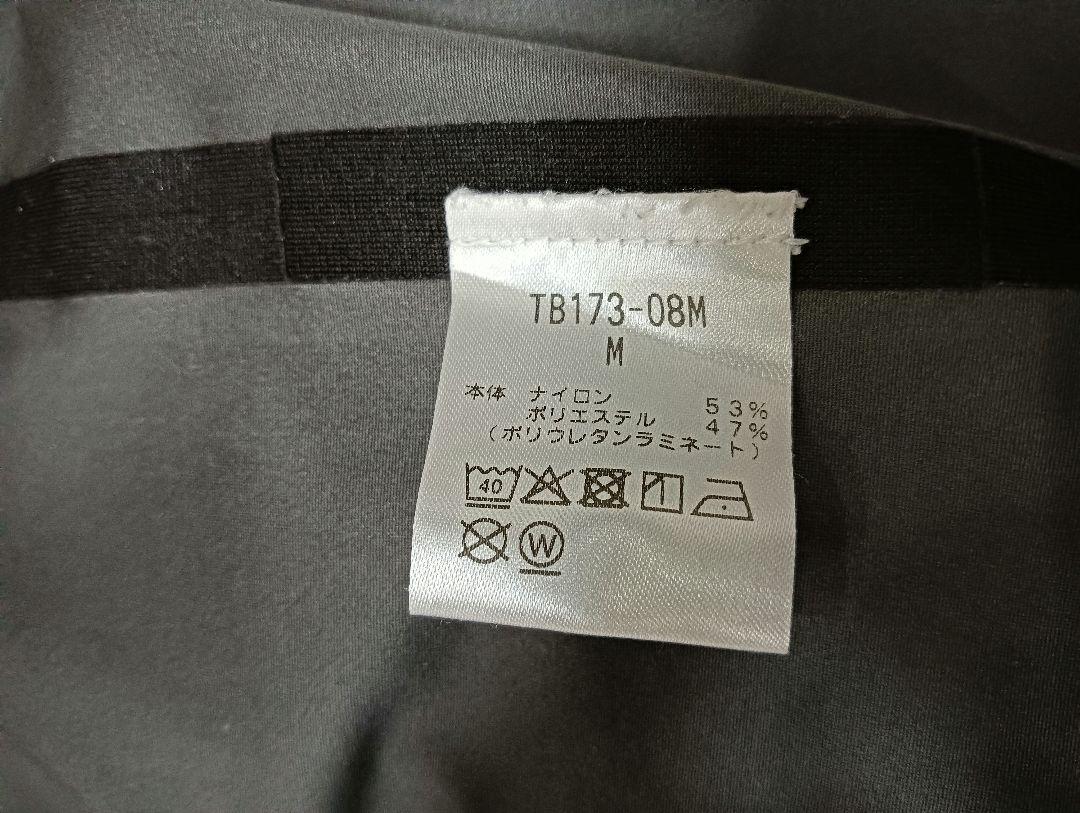 TB173-08M
M
本体 ナイロン 53%
ポリエステル 47%
(ポリウレタンラミネート)
40
W